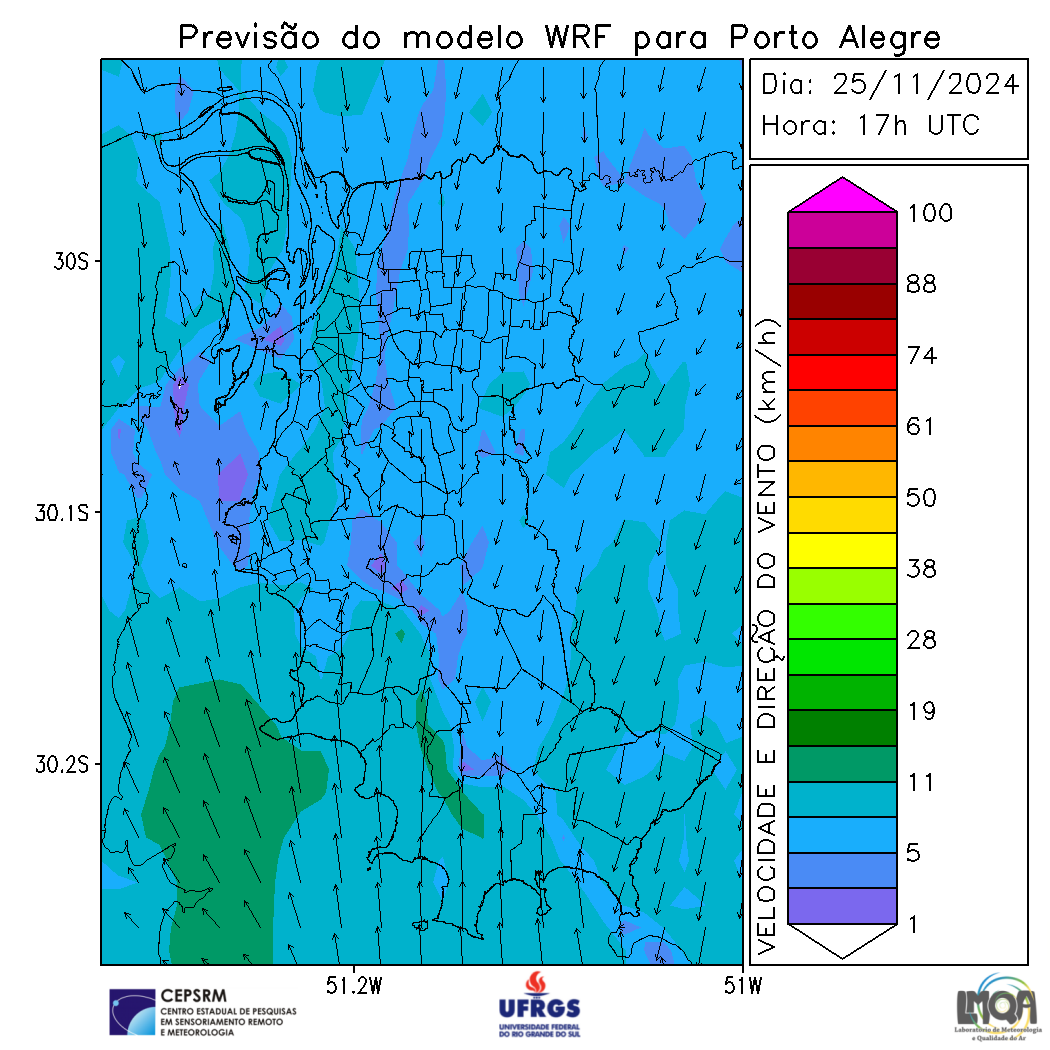 Previsão do modelo WRF para Porto Alegre
Dia: 25/11/2024
Hora: 17h UTC
30S
30.1S
30.2S
51.2W
51W
VELOCIDADE E DIREÇÃO DO VENTO (km/h)
100
88
74
61
50
38
28
19
11
5
1
CEPSRM
CENTRO ESTADUAL DE PESQUISAS
EM SENSORIAMENTO REMOTO
E METEOROLOGIA
UFRGS
UNIVERSIDADE FEDERAL
DO RIO GRANDE DO SUL
LMQA
Laboratório de Meteorologia
e Qualidade do Ar